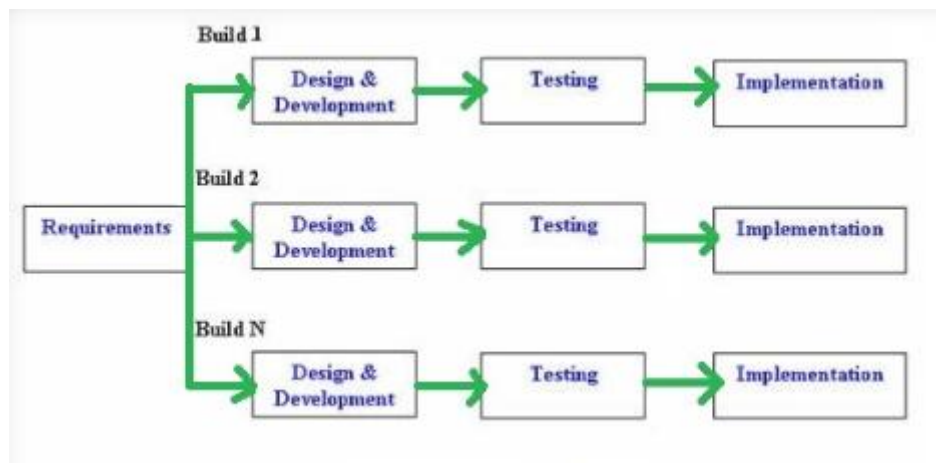 Build 1
Design &
Development
Testing
Implementation
Build 2
Requirements
Design &
Development
Testing
Implementation
Build N
Design &
Development
Testing
Implementation